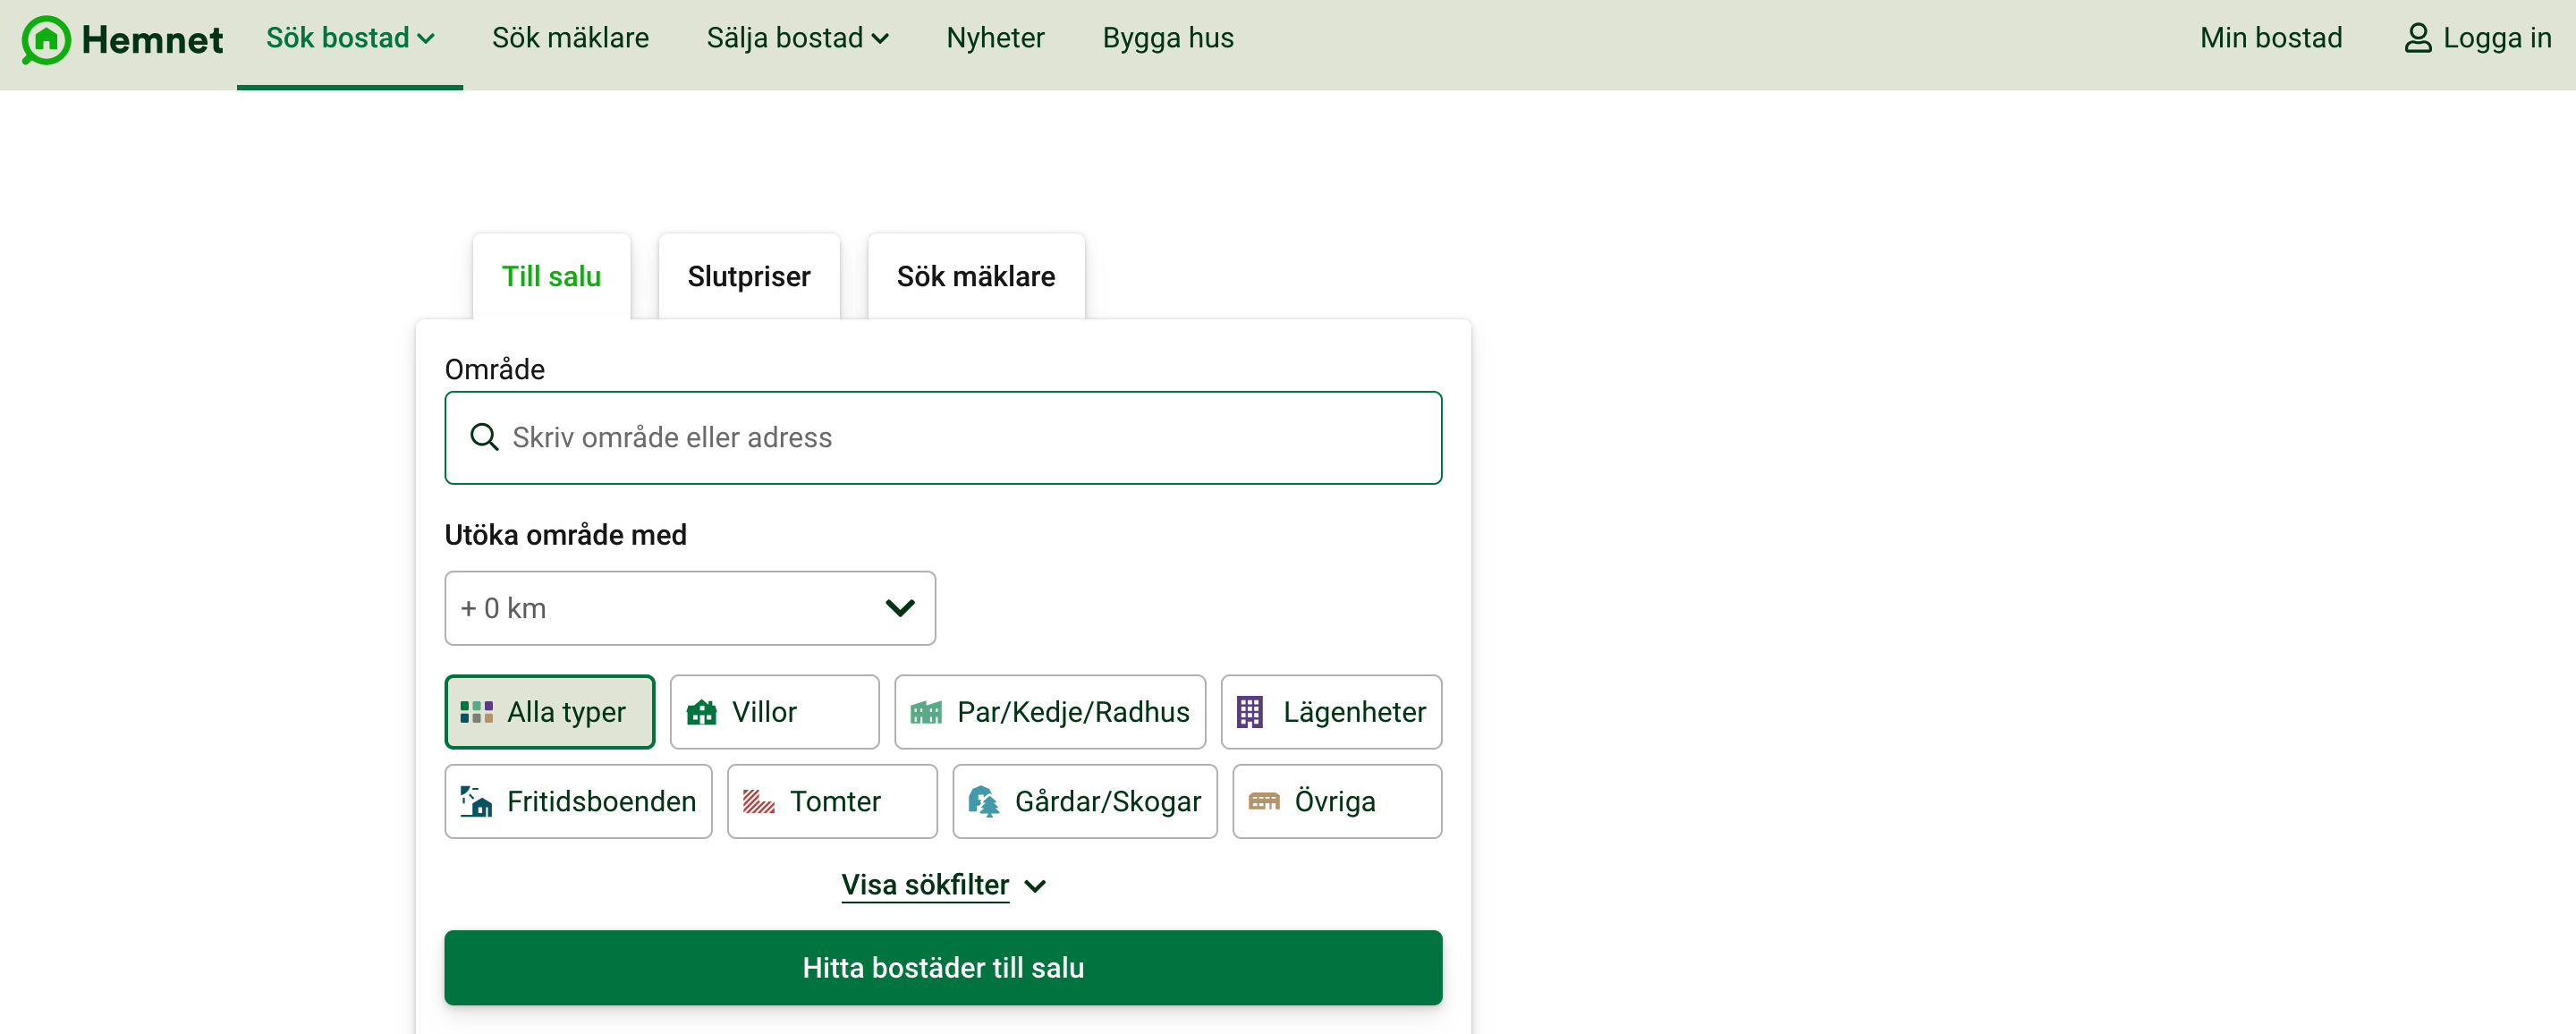 Hemnet Sök bostad Sök mäklare Sälja bostad Nyheter Bygga hus Min bostad Logga in
Till salu Slutpriser Sök mäklare
Område
Skriv område eller adress
Utöka område med
+ 0 km
Alla typer Villor Par/Kedje/Radhus Lägenheter
Fritidsboenden Tomter Gårdar/Skogar Övriga
Visa sökfilter
Hitta bostäder till salu